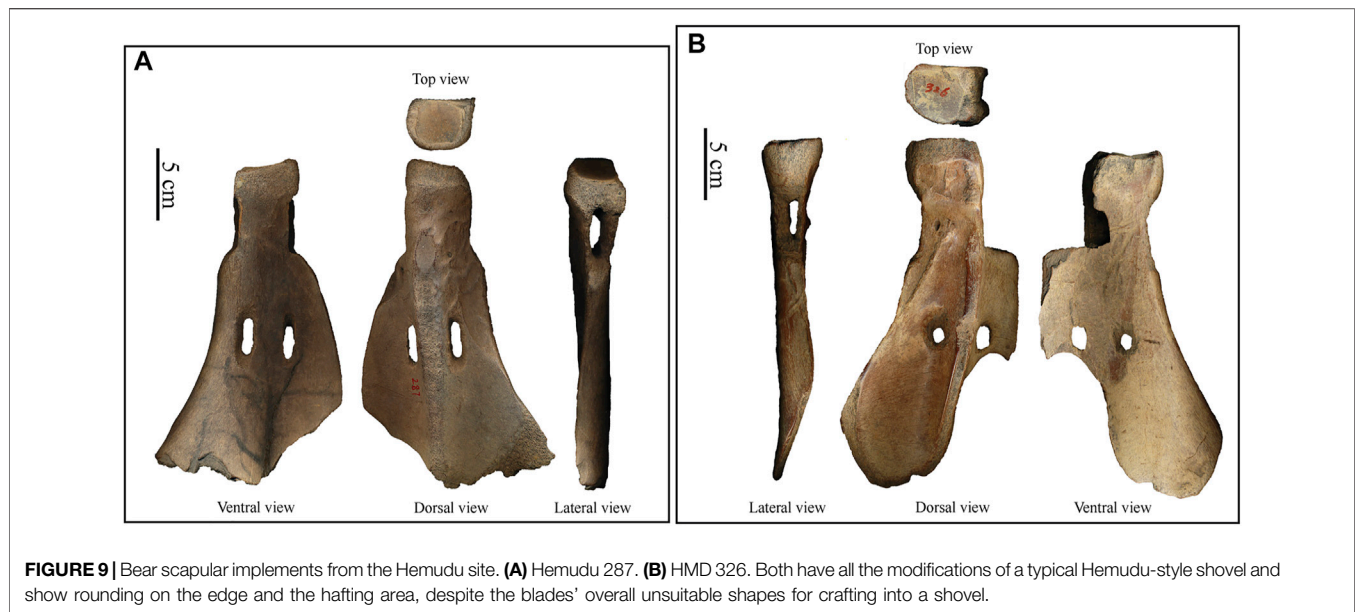 A
Top view
5 cm
287
Ventral view
Dorsal view
Lateral view
B
Top view
326
5 cm
Lateral view
Dorsal view
Ventral view
FIGURE 9 | Bear scapular implements from the Hemudu site. (A) Hemudu 287. (B) HMD 326. Both have all the modifications of a typical Hemudu-style shovel and
show rounding on the edge and the hafting area, despite the blades' overall unsuitable shapes for crafting into a shovel.